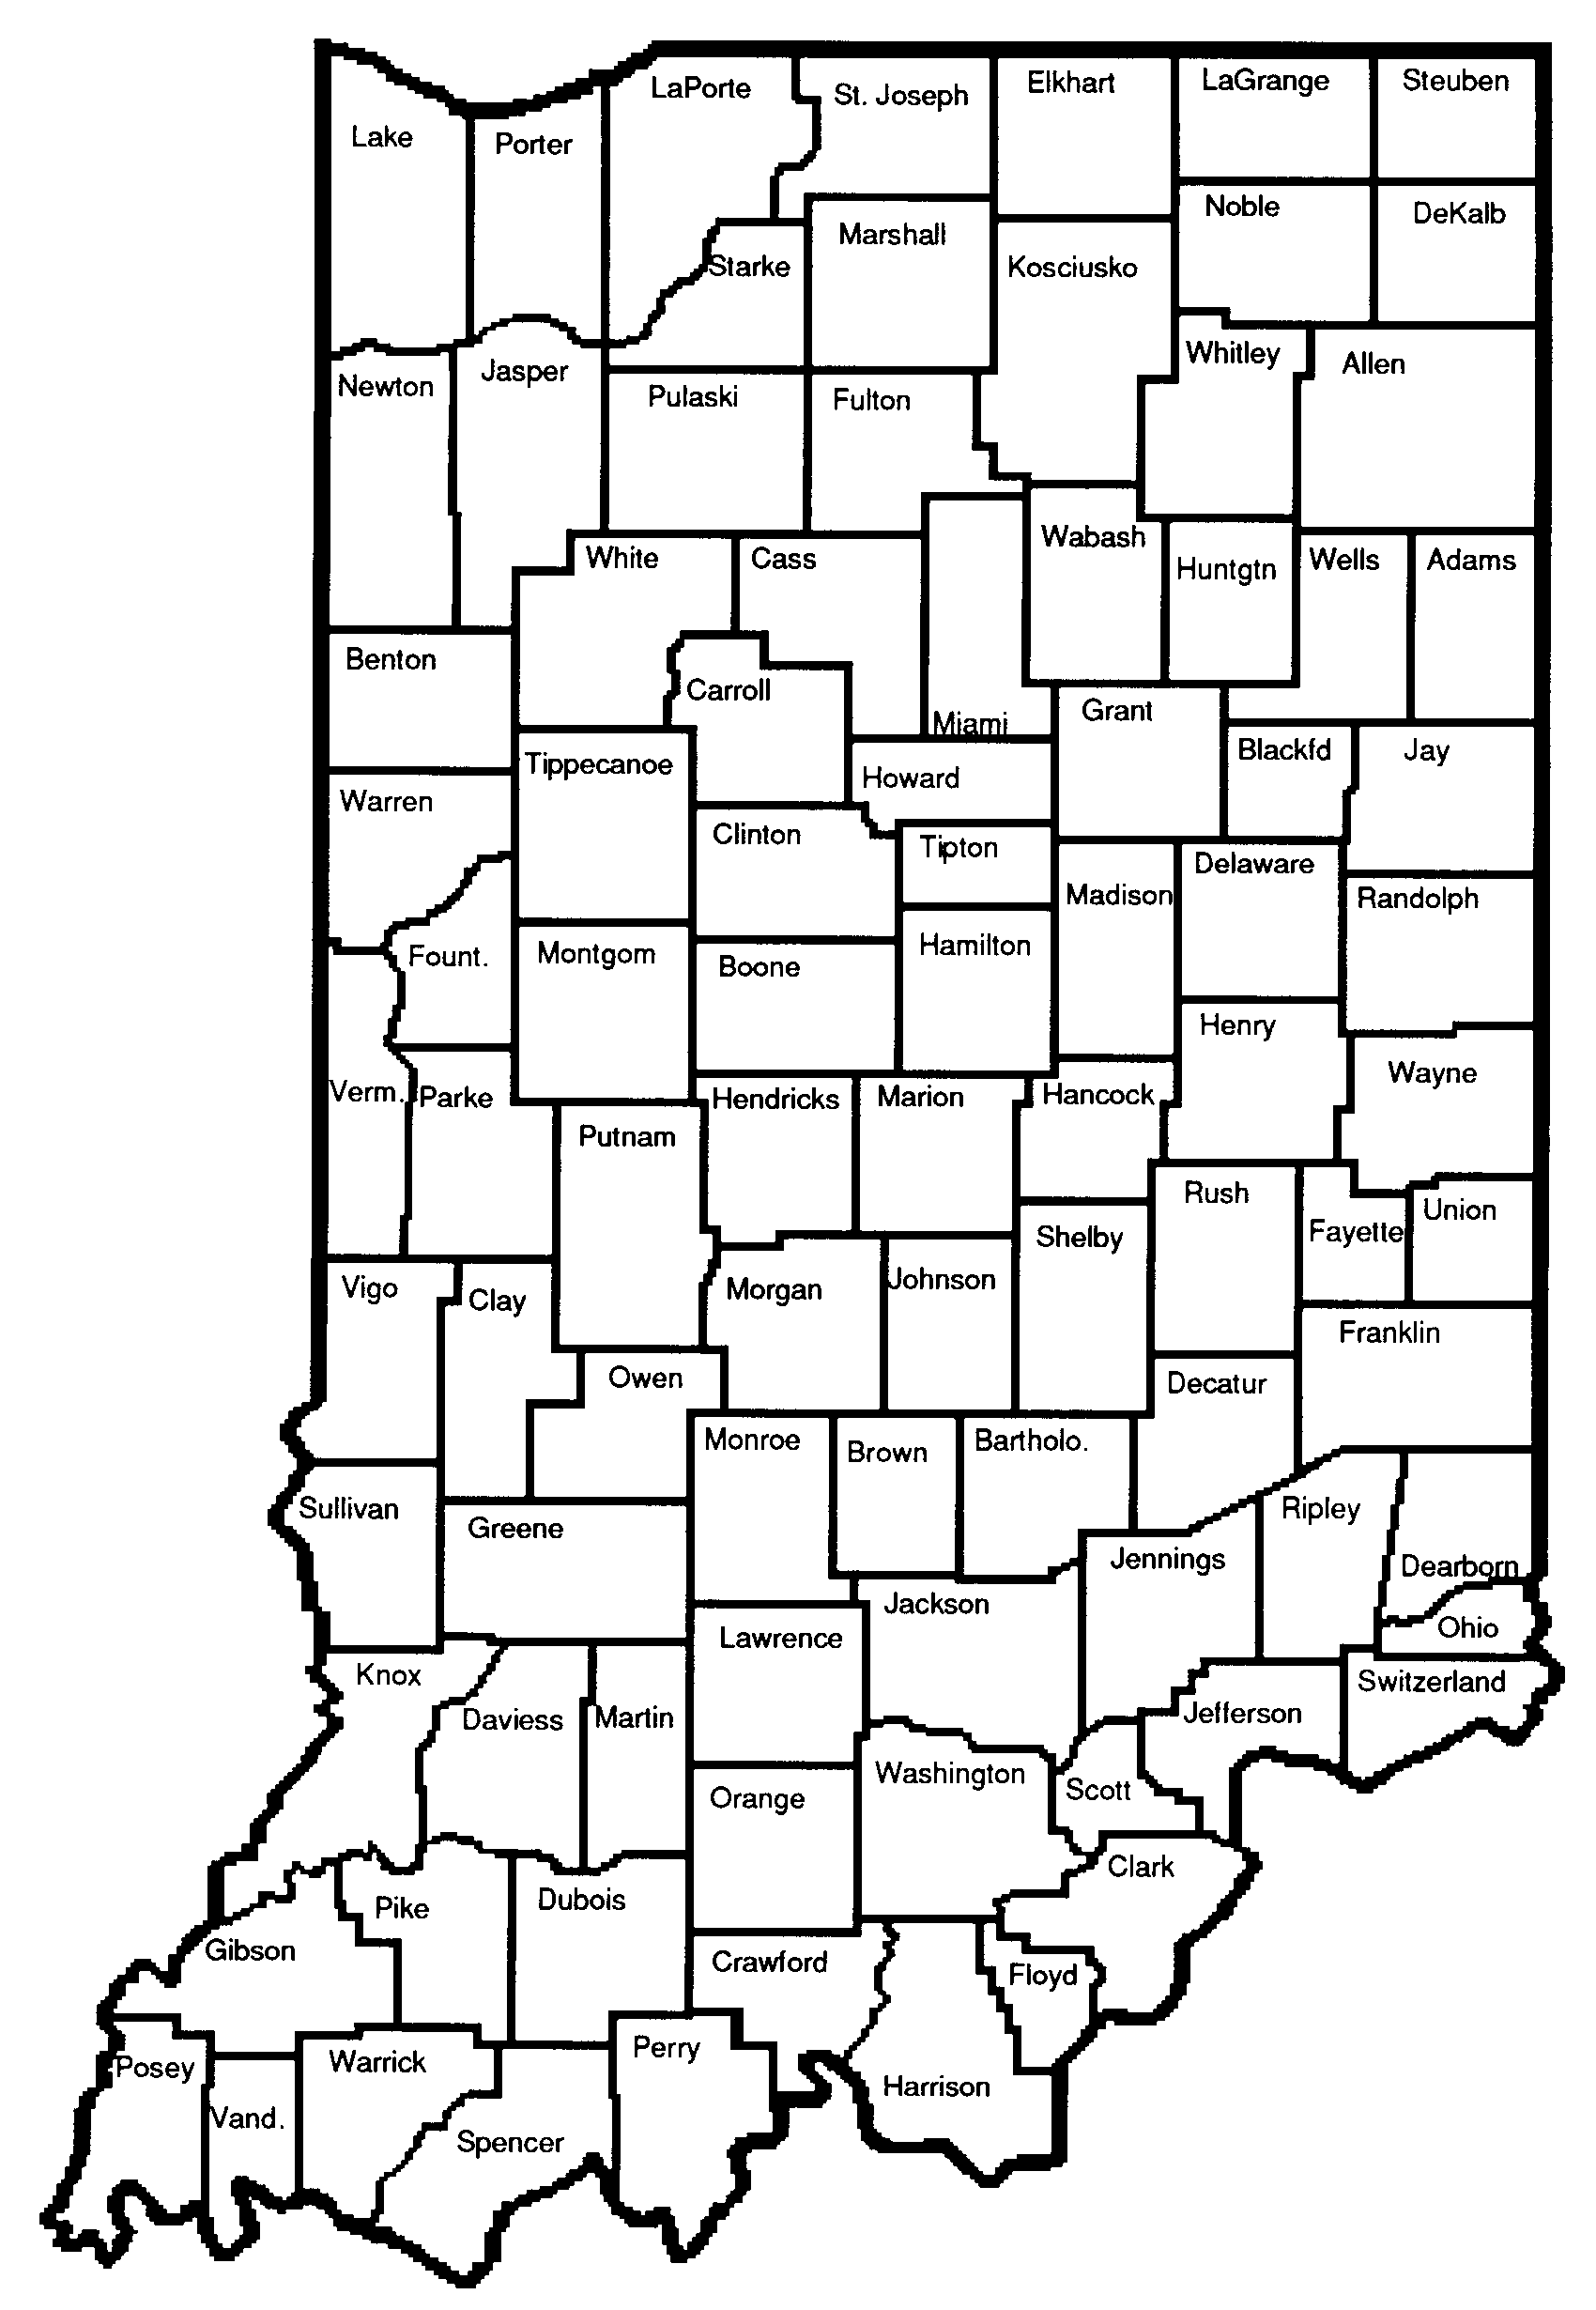 LaPorte
St. Joseph
Elkhart
LaGrange
Steuben
Lake
Porter
Noble
DeKalb
Marshall
Starke
Kosciusko
Whitley
Allen
Newton
Jasper
Pulaski
Fulton
Wabash
White
Cass
Huntgtn
Wells
Adams
Benton
Carroll
Miami
Grant
Blackfd
Jay
Tippecanoe
Howard
Warren
Clinton
Tipton
Delaware
Madison
Randolph
Fount.
Montgom
Boone
Hamilton
Henry
Wayne
Verm.
Parke
Hendricks
Marion
Hancock
Putnam
Rush
Union
Fayette
Shelby
Vigo
Clay
Morgan
Johnson
Franklin
Owen
Decatur
Monroe
Brown
Bartholo.
Sullivan
Greene
Ripley
Jennings
Dearborn
Jackson
Ohio
Lawrence
Knox
Switzerland
Daviess
Martin
Jefferson
Washington
Scott
Orange
Clark
Pike
Dubois
Gibson
Crawford
Floyd
Posey
Warrick
Perry
Harrison
Vand.
Spencer